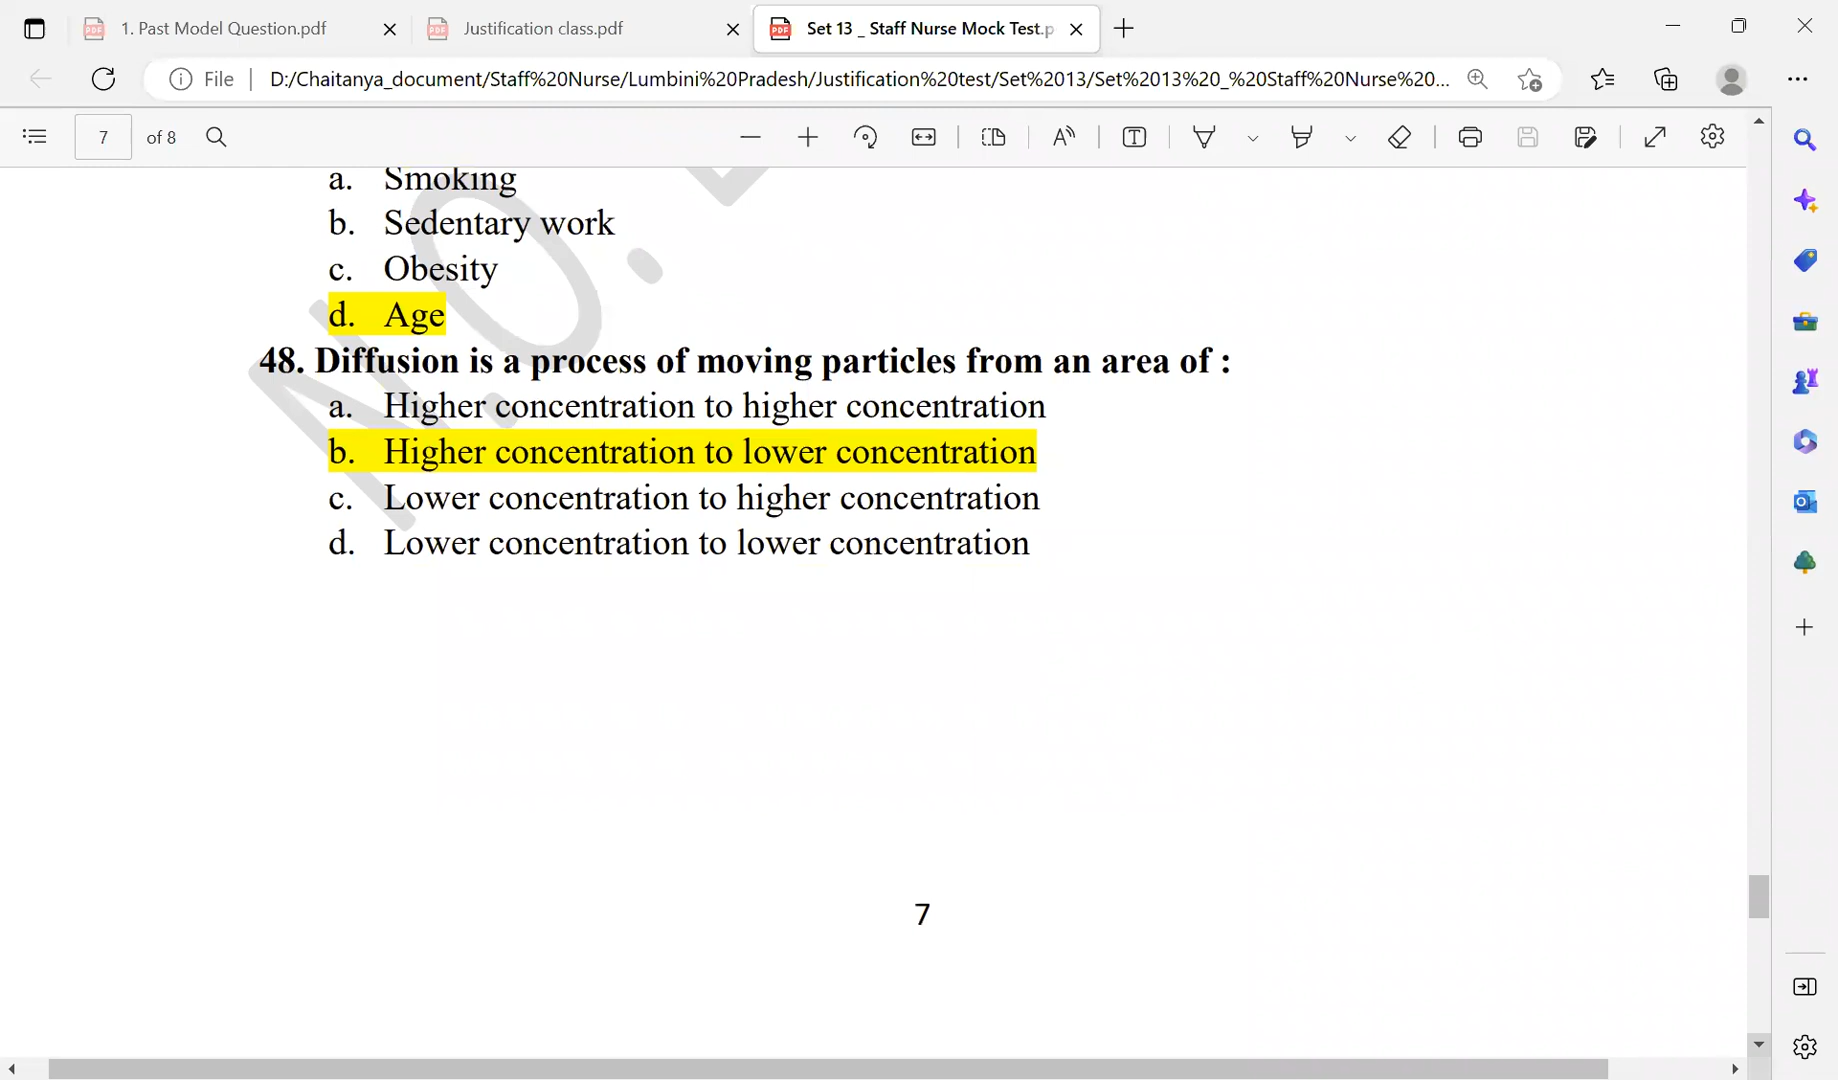 1. Past Model Question.pdf
Justification class.pdf
Set 13 _ Staff Nurse Mock Test.p
File
D:/Chaitanya_document/Staff%20Nurse/Lumbini%20Pradesh/Justification%20test/Set%2013/Set%2013%20_%20Staff%20Nurse%20...
7 of 8
a. Smoking
b. Sedentary work
c. Obesity
d. Age
48. Diffusion is a process of moving particles from an area of :
a. Higher concentration to higher concentration
b. Higher concentration to lower concentration
c. Lower concentration to higher concentration
d. Lower concentration to lower concentration
7